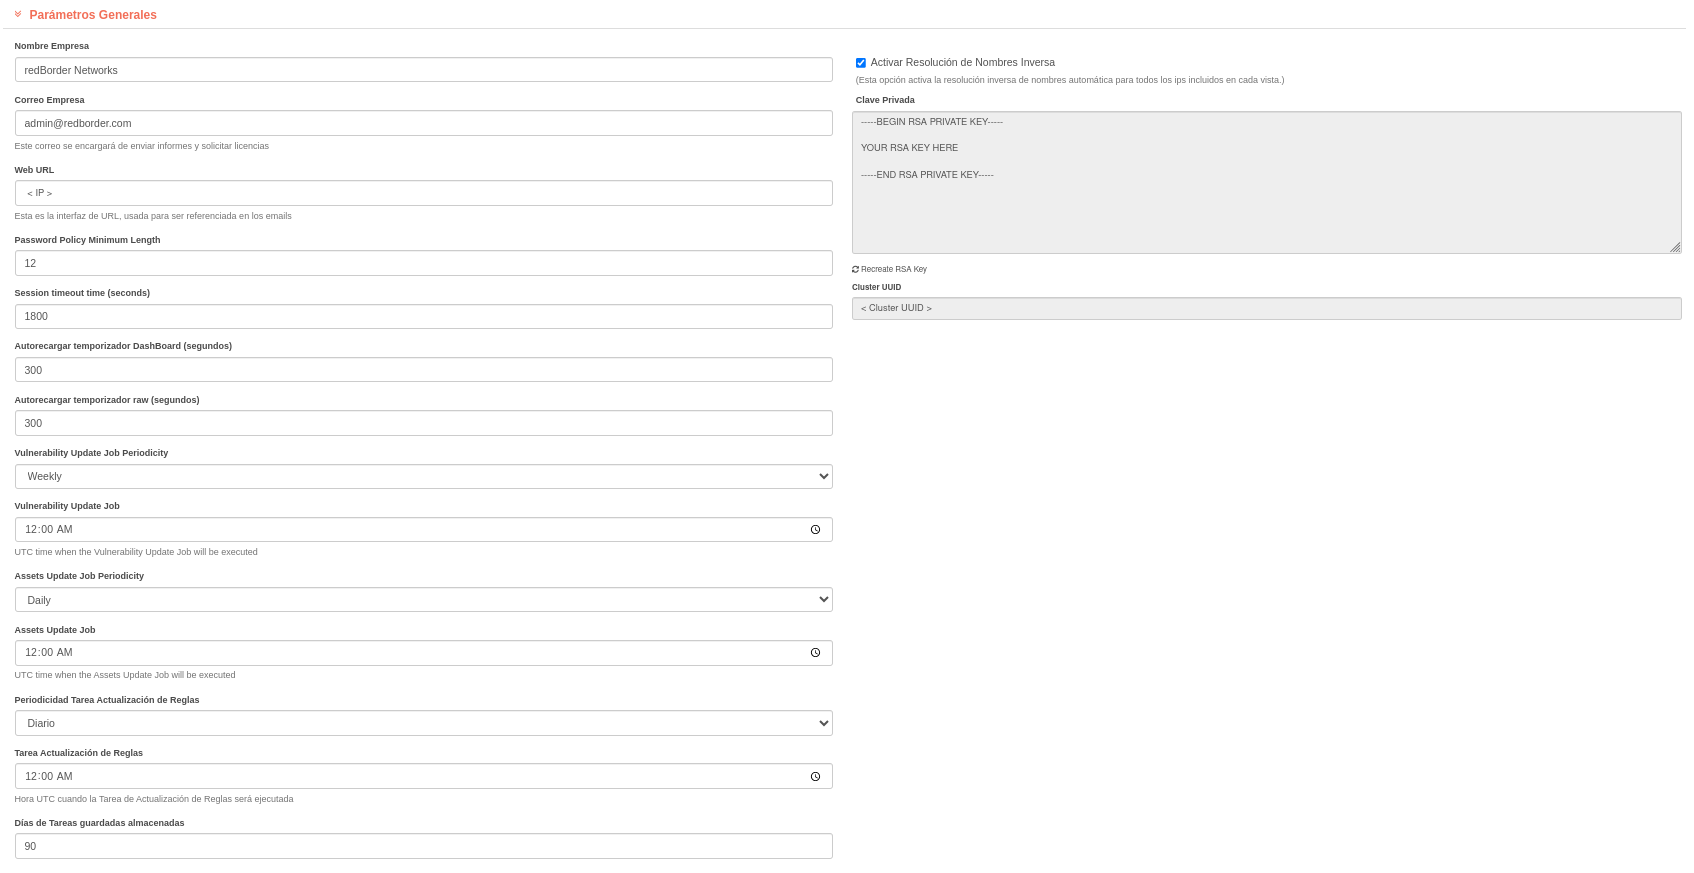 Parámetros Generales
Nombre Empresa
redBorder Networks
Correo Empresa
admin@redborder.com
Este correo se encargará de enviar informes y solicitar licencias
Web URL
< IP >
Esta es la interfaz de URL, usada para ser referenciada en los emails
Password Policy Minimum Length
12
Session timeout time (seconds)
1800
Autorecargar temporizador DashBoard (segundos)
300
Autorecargar temporizador raw (segundos)
300
Vulnerability Update Job Periodicity
Weekly
Vulnerability Update Job
12:00 AM
UTC time when the Vulnerability Update Job will be executed
Assets Update Job Periodicity
Daily
Assets Update Job
12:00 AM
UTC time when the Assets Update Job will be executed
Periodicidad Tarea Actualización de Reglas
Diario
Tarea Actualización de Reglas
12:00 AM
Hora UTC cuando la Tarea de Actualización de Reglas será ejecutada
Días de Tareas guardadas almacenadas
90
Activar Resolución de Nombres Inversa
(Esta opción activa la resolución inversa de nombres automática para todos los ips incluidos en cada vista.)
Clave Privada
-----BEGIN RSA PRIVATE KEY-----
YOUR RSA KEY HERE
-----END RSA PRIVATE KEY-----
Recreate RSA Key
Cluster UUID
< Cluster UUID >